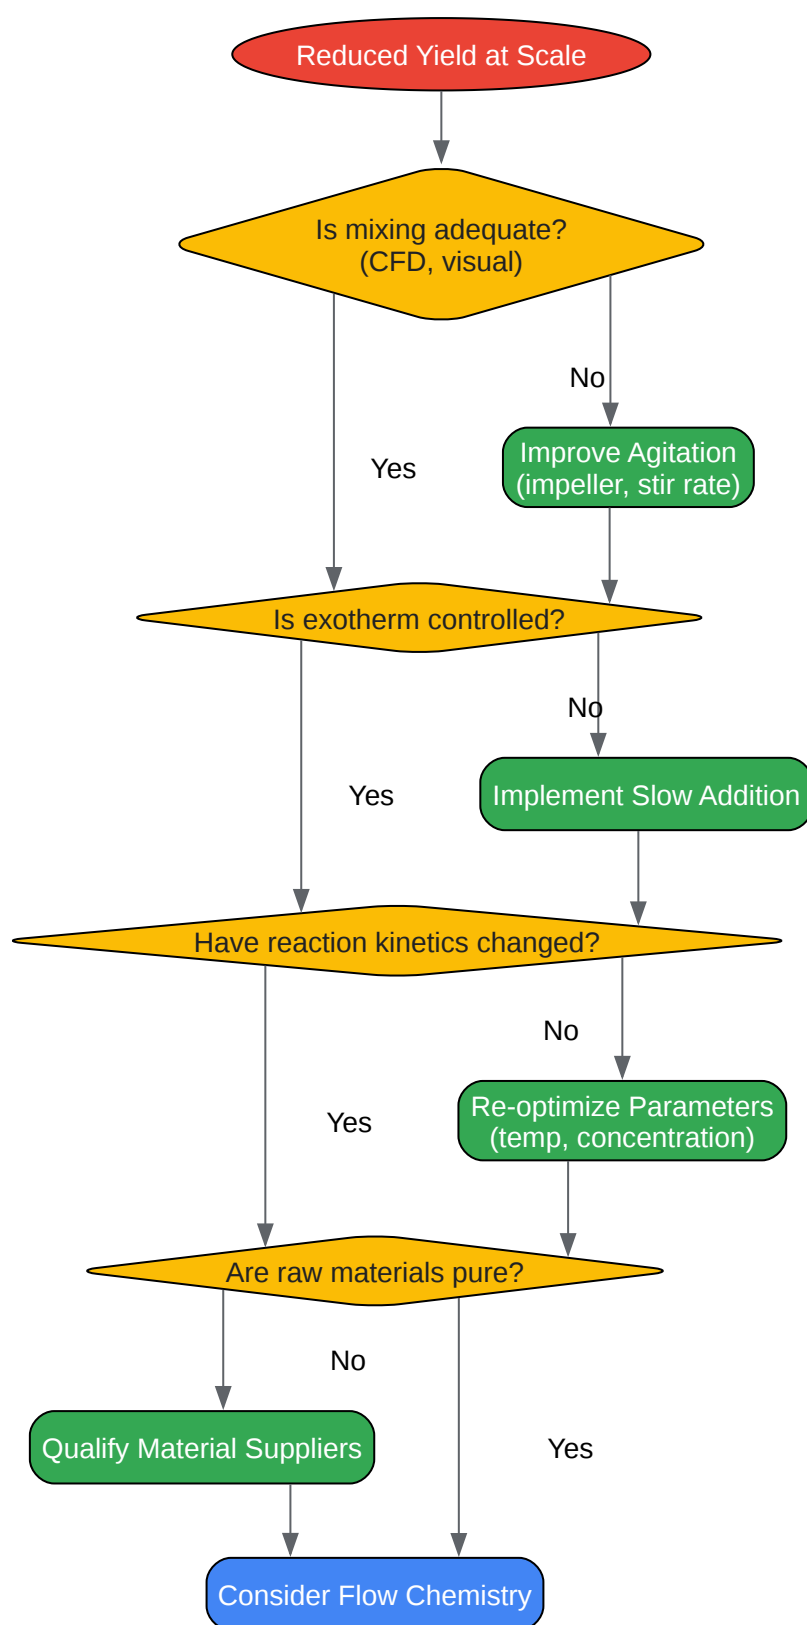 Reduced Yield at Scale
Is mixing adequate?
(CFD, visual)
No
Improve Agitation
(impeller, stir rate)
Yes
Is exotherm controlled?
No
Implement Slow Addition
Yes
Have reaction kinetics changed?
No
Re-optimize Parameters
(temp, concentration)
Yes
Are raw materials pure?
No
Qualify Material Suppliers
Yes
Consider Flow Chemistry